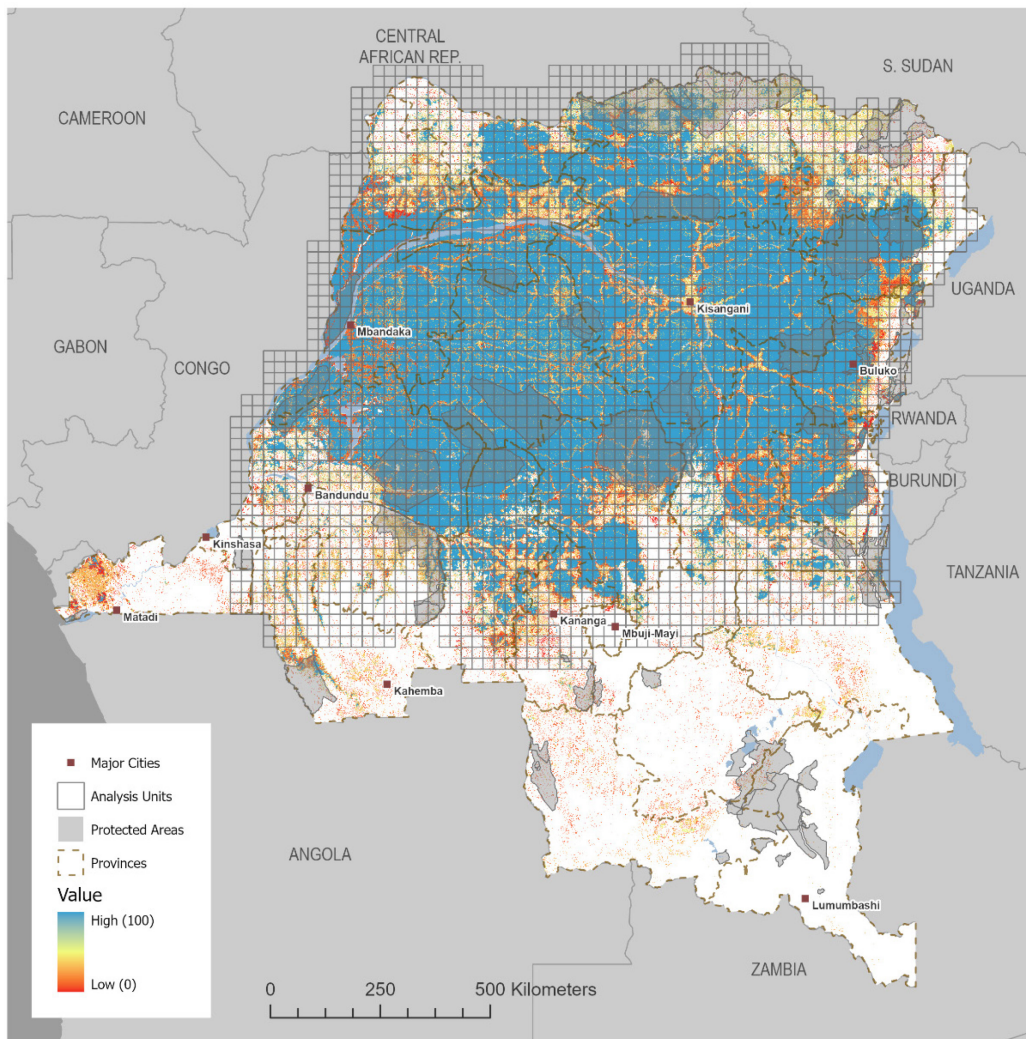 CENTRAL
AFRICAN REP.
S. SUDAN
CAMEROON
UGANDA
Kisangani
Mbandaka
GABON
CONGO
Buluko
RWANDA
BURUNDI
Bandundu
Kinshasa
TANZANIA
Matadi
Kananga
Mbuji-Mayi
Kahemba
Major Cities
Analysis Units
Protected Areas
Provinces
Value
High (100)
Low (0)
ANGOLA
Lumumbashi
ZAMBIA
0 250 500 Kilometers